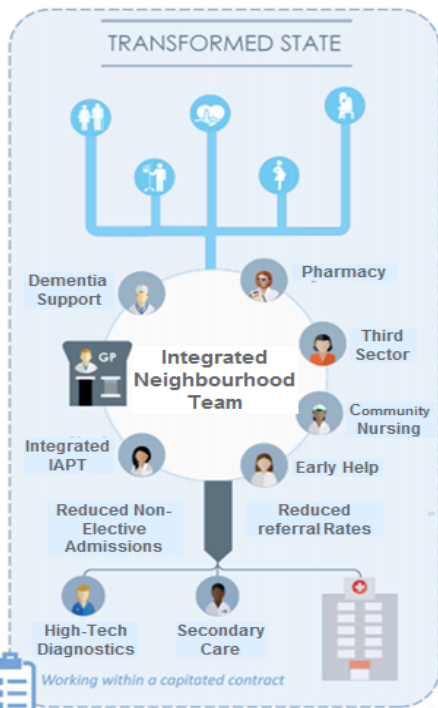 TRANSFORMED STATE
Dementia
Support
Pharmacy
GP
Integrated
Neighbourhood
Team
Third
Sector
Community
Nursing
Integrated
IAPT
Early Help
Reduced Non-
Elective
Admissions
Reduced
referral Rates
High-Tech
Diagnostics
Secondary
Care
Working within a capitated contract